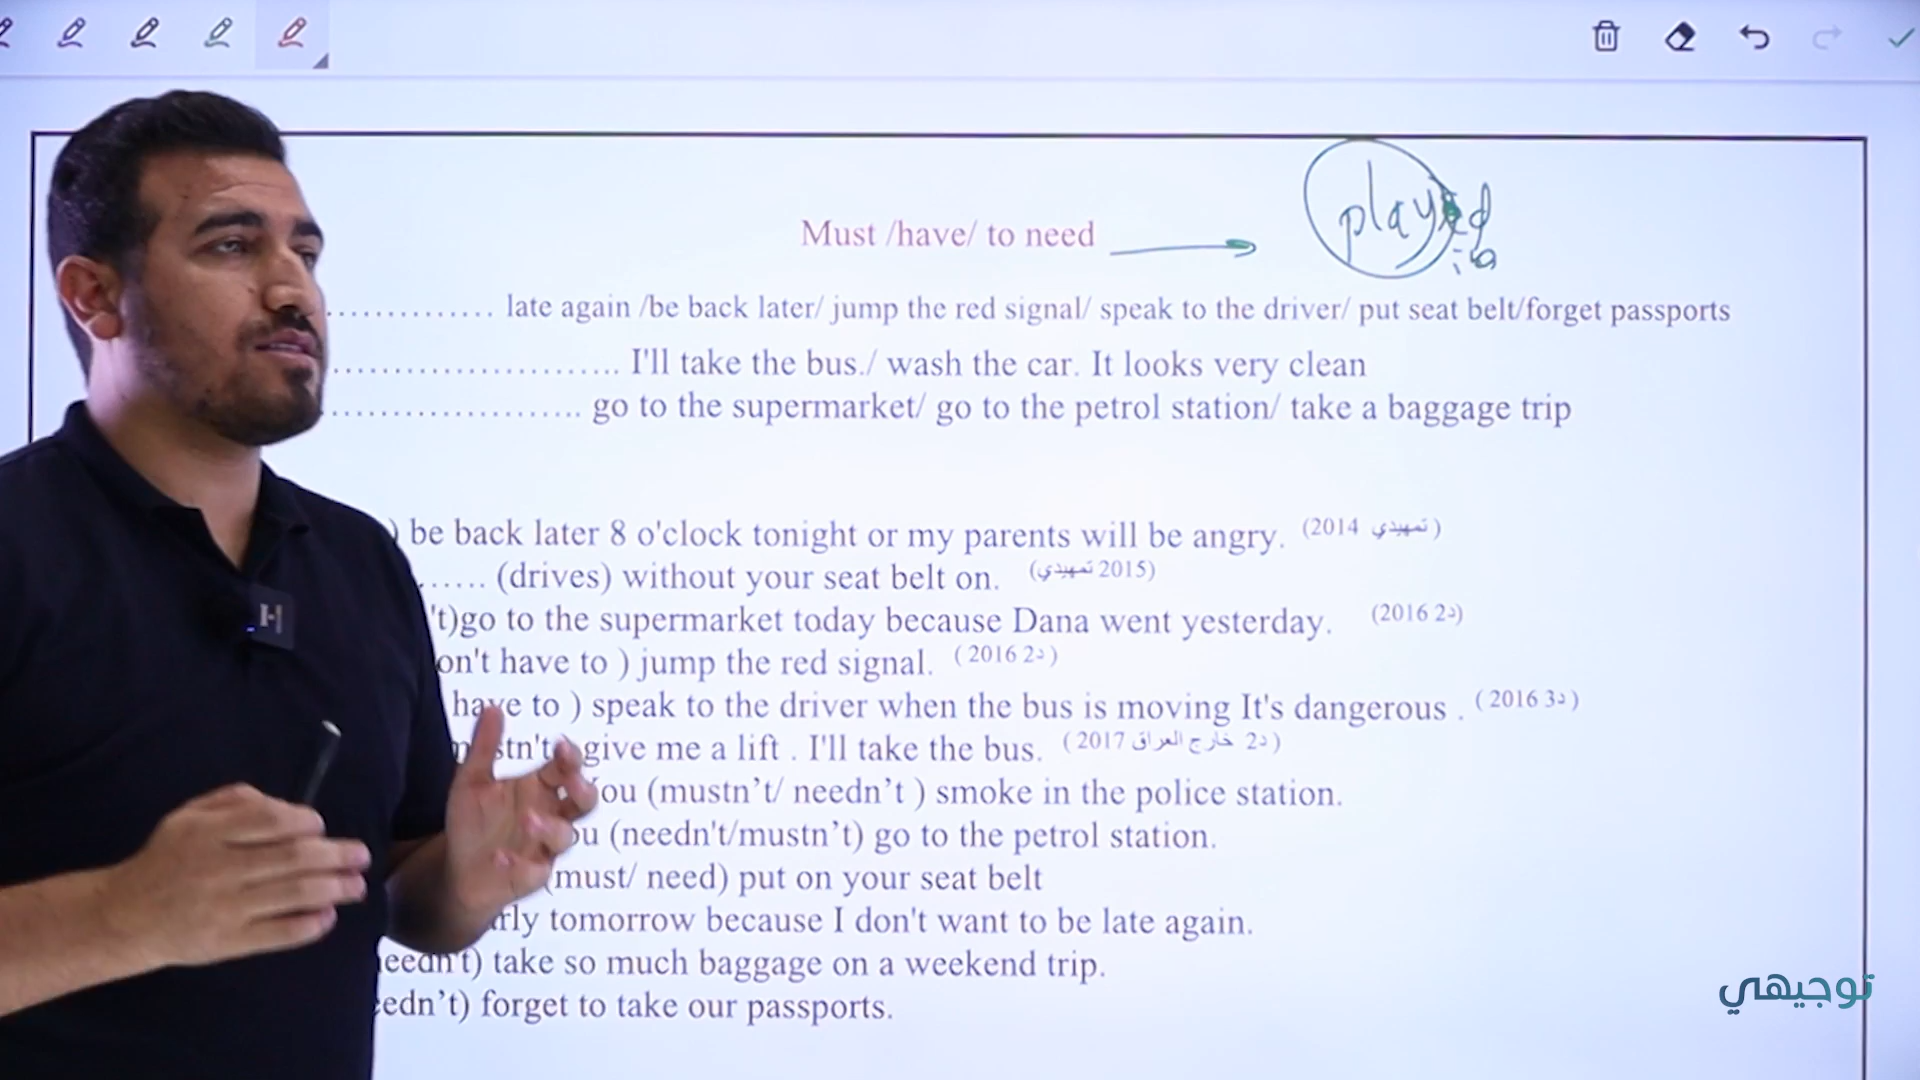 Must /have/ to need
played
.............. late again /be back later/ jump the red signal/ speak to the driver/ put seat belt/forget passports
........................ I'll take the bus./ wash the car. It looks very clean
..................... go to the supermarket/ go to the petrol station/ take a baggage trip
) be back later 8 o'clock tonight or my parents will be angry. (2014 تمهيدي)
...... (drives) without your seat belt on. (2015 تمهيدي)
't)go to the supermarket today because Dana went yesterday. (2016 د2)
on't have to ) jump the red signal. (2016 د2)
have to ) speak to the driver when the bus is moving It's dangerous . (2016 د3)
stn't) give me a lift . I'll take the bus. (2017 د2 خارج العراق)
You (mustn’t/ needn’t ) smoke in the police station.
ou (needn't/mustn’t) go to the petrol station.
(must/ need) put on your seat belt
rly tomorrow because I don't want to be late again.
eedn't) take so much baggage on a weekend trip.
edn’t) forget to take our passports.
H
توجيهي